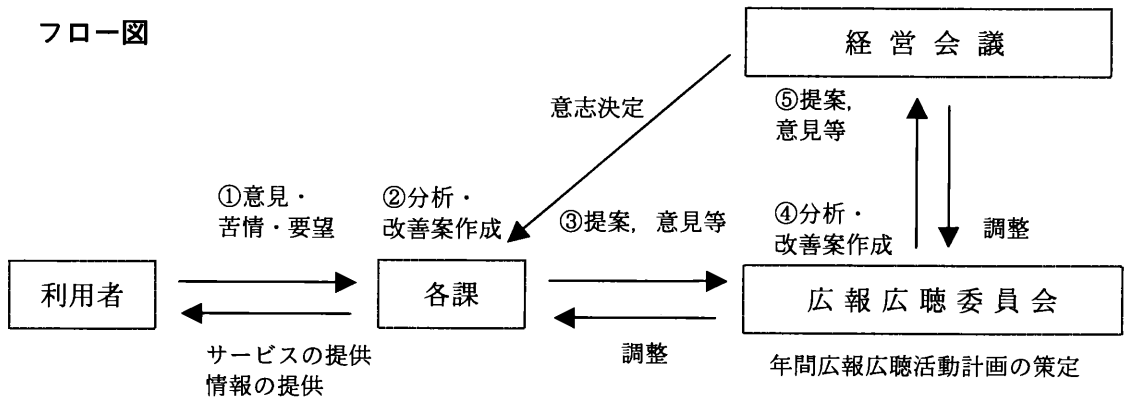 フロー図
経営会議
意志決定
⑤提案，
意見等
①意見・
苦情・要望
②分析・
改善案作成
③提案，意見等
④分析・
改善案作成
調整
利用者
各課
広報広聴委員会
サービスの提供
情報の提供
調整
年間広報広聴活動計画の策定